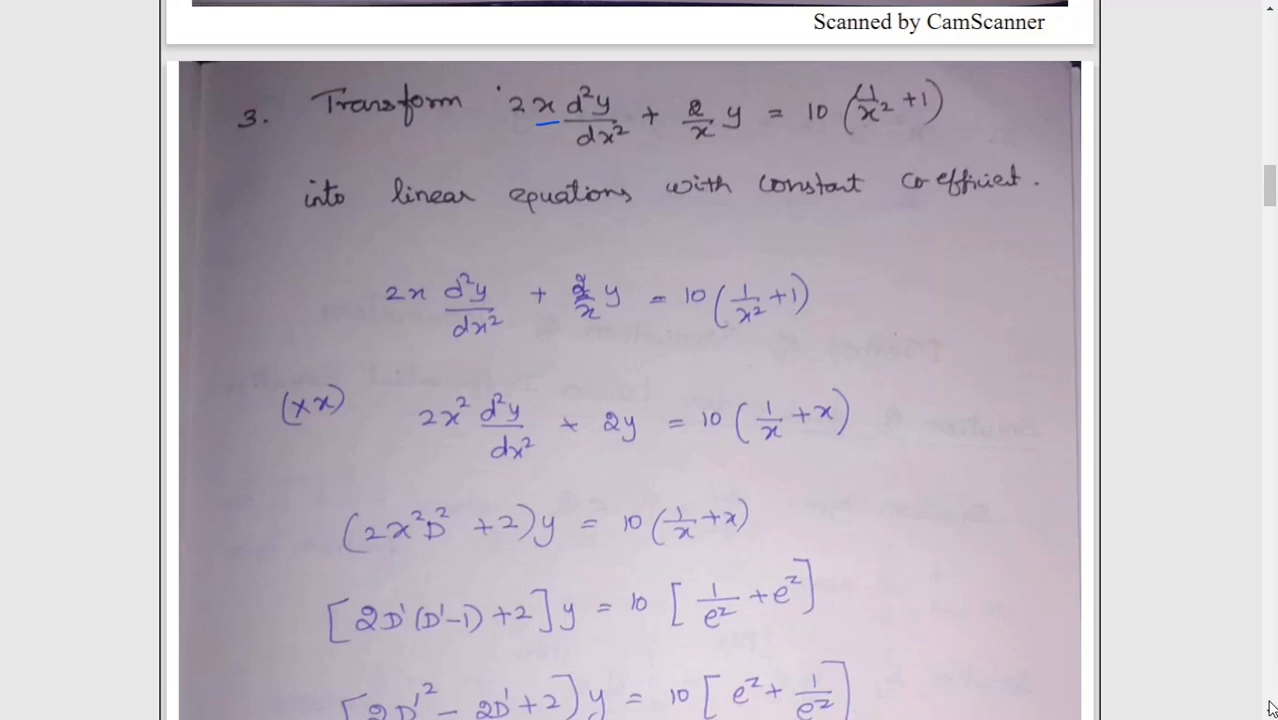 Scanned by CamScanner
3. Transform 2x d²y/dx² + 2/x y = 10 (1/x² + 1)
into linear equations with constant co-efficient.
2x d²y/dx² + 2/x y = 10 (1/x² + 1)
(× x) 2x² d²y/dx² + 2y = 10 (1/x + x)
(2x²D² + 2)y = 10 (1/x + x)
[2D'(D'-1) + 2] y = 10 [1/e^z + e^z]
[2D'² - 2D' + 2] y = 10 [e^z + 1/e^z]